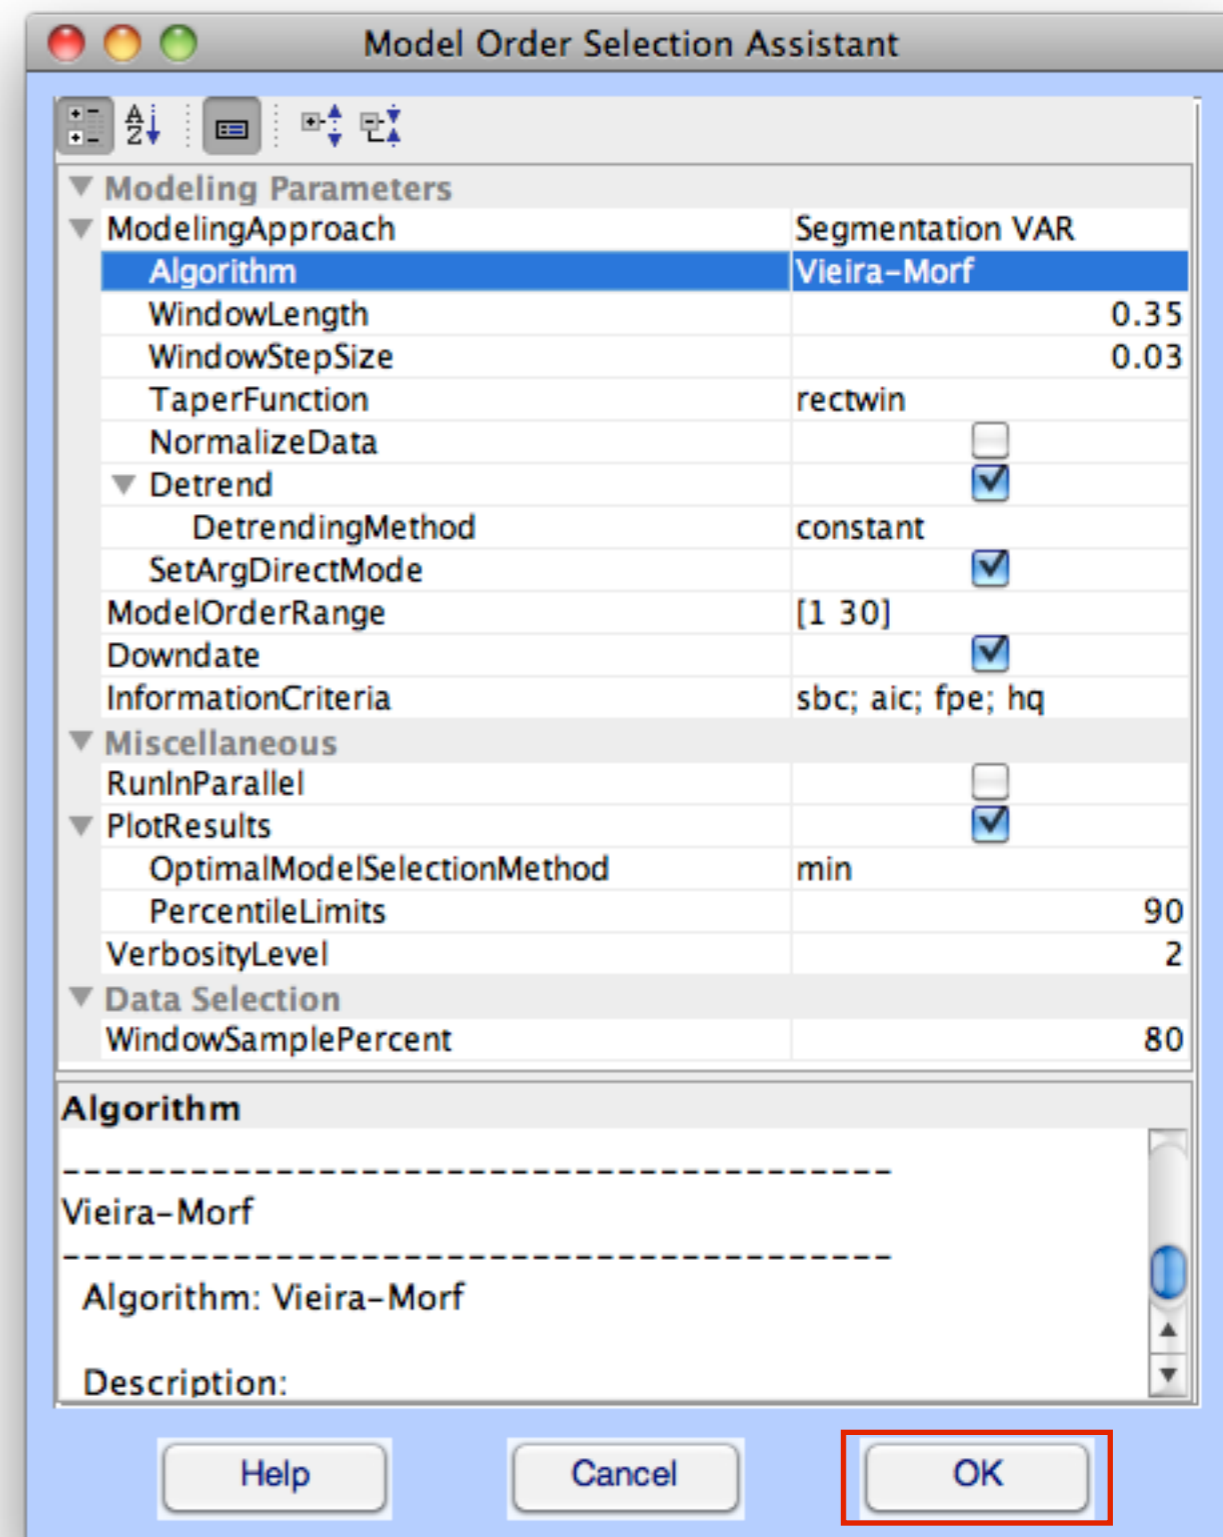 Model Order Selection Assistant
A
Z
Modeling Parameters
ModelingApproach Segmentation VAR
Algorithm Vieira-Morf
WindowLength 0.35
WindowStepSize 0.03
TaperFunction rectwin
NormalizeData
Detrend
DetrendingMethod constant
SetArgDirectMode
ModelOrderRange [1 30]
Downdate
InformationCriteria sbc; aic; fpe; hq
Miscellaneous
RunInParallel
PlotResults
OptimalModelSelectionMethod min
PercentileLimits 90
VerbosityLevel 2
Data Selection
WindowSamplePercent 80
Algorithm
---------------------------------------
Vieira-Morf
---------------------------------------
Algorithm: Vieira-Morf
Description:
Help Cancel OK